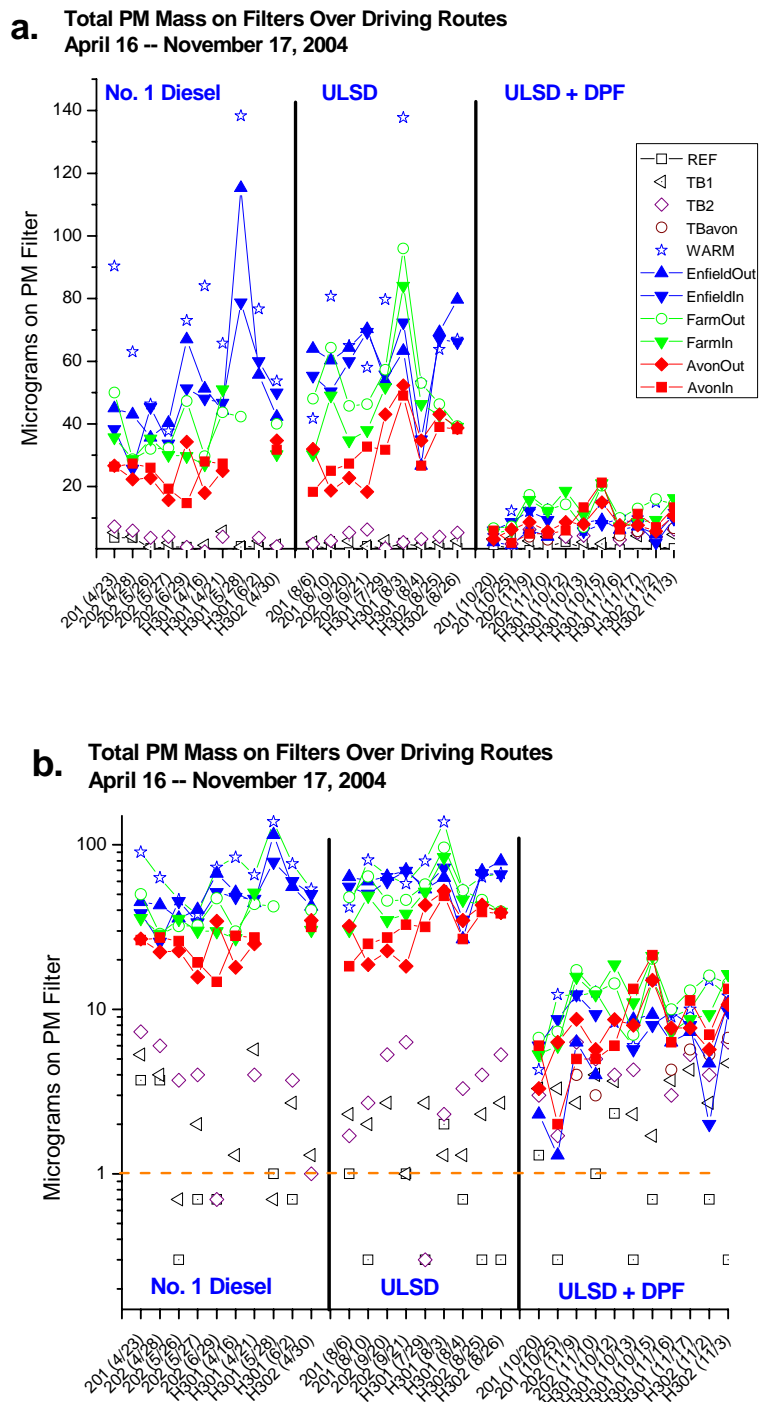 a.
Total PM Mass on Filters Over Driving Routes
April 16 -- November 17, 2004
No. 1 Diesel
ULSD
ULSD + DPF
140
120
100
80
60
40
20
Micrograms on PM Filter
REF
TB1
TB2
TBavon
WARM
EnfieldOut
EnfieldIn
FarmOut
FarmIn
AvonOut
AvonIn
201 (4/23)
202 (4/28)
202 (5/26)
202 (5/27)
202 (6/29)
H301 (4/16)
H301 (4/21)
H301 (5/28)
H301 (6/2)
H302 (4/30)
201 (8/6)
201 (8/10)
202 (9/20)
202 (9/21)
H301 (7/29)
H301 (8/3)
H301 (8/4)
H302 (8/25)
H302 (8/26)
201 (10/20)
201 (10/25)
202 (11/9)
202 (11/10)
H301 (10/12)
H301 (10/13)
H301 (10/15)
H301 (11/16)
H301 (11/17)
H302 (11/2)
H302 (11/3)
b.
Total PM Mass on Filters Over Driving Routes
April 16 -- November 17, 2004
100
10
1
Micrograms on PM Filter
No. 1 Diesel
ULSD
ULSD + DPF
201 (4/23)
202 (4/28)
202 (5/26)
202 (5/27)
202 (6/29)
H301 (4/16)
H301 (4/21)
H301 (5/28)
H301 (6/2)
H302 (4/30)
201 (8/6)
201 (8/10)
202 (9/20)
202 (9/21)
H301 (7/29)
H301 (8/3)
H301 (8/4)
H302 (8/25)
H302 (8/26)
201 (10/20)
201 (10/25)
202 (11/9)
202 (11/10)
H301 (10/12)
H301 (10/13)
H301 (10/15)
H301 (11/16)
H301 (11/17)
H302 (11/2)
H302 (11/3)